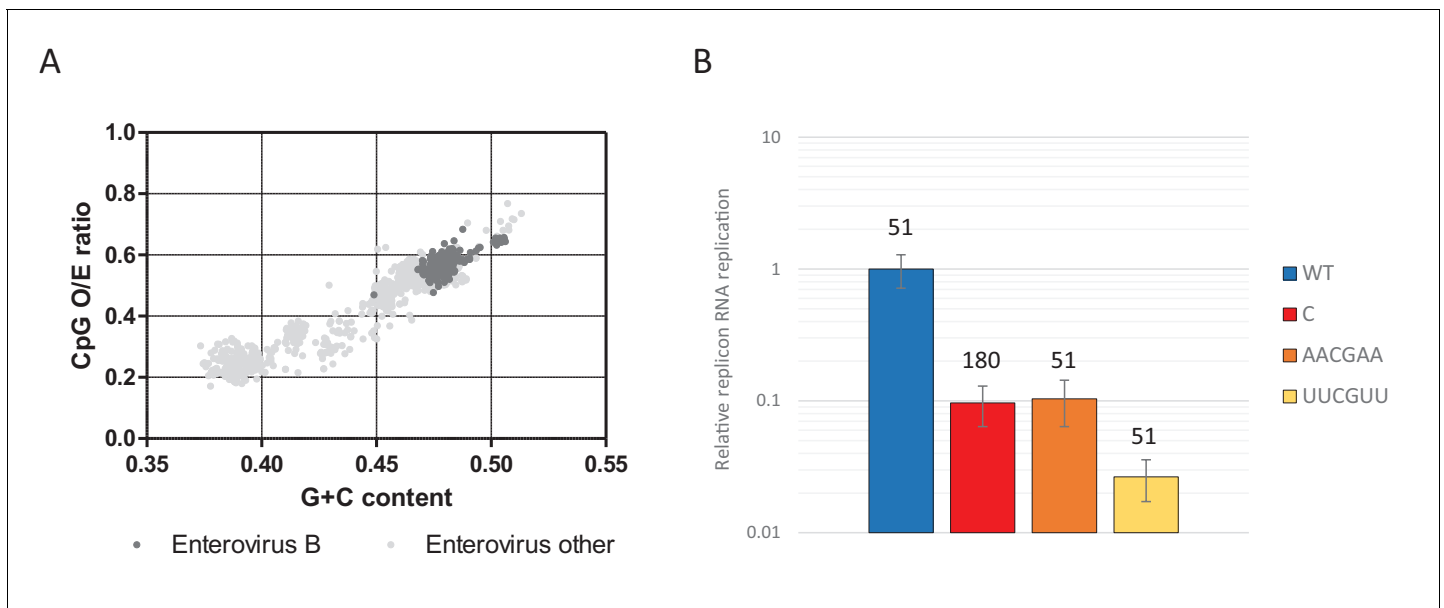 A
B
CpG O/E ratio
1.0
0.8
0.6
0.4
0.2
0.0
0.35
0.40
0.45
0.50
0.55
G+C content
Enterovirus B
Enterovirus other
Relative replicon RNA replication
10
1
0.1
0.01
51
180
51
51
WT
C
AACGAA
UUCGUU